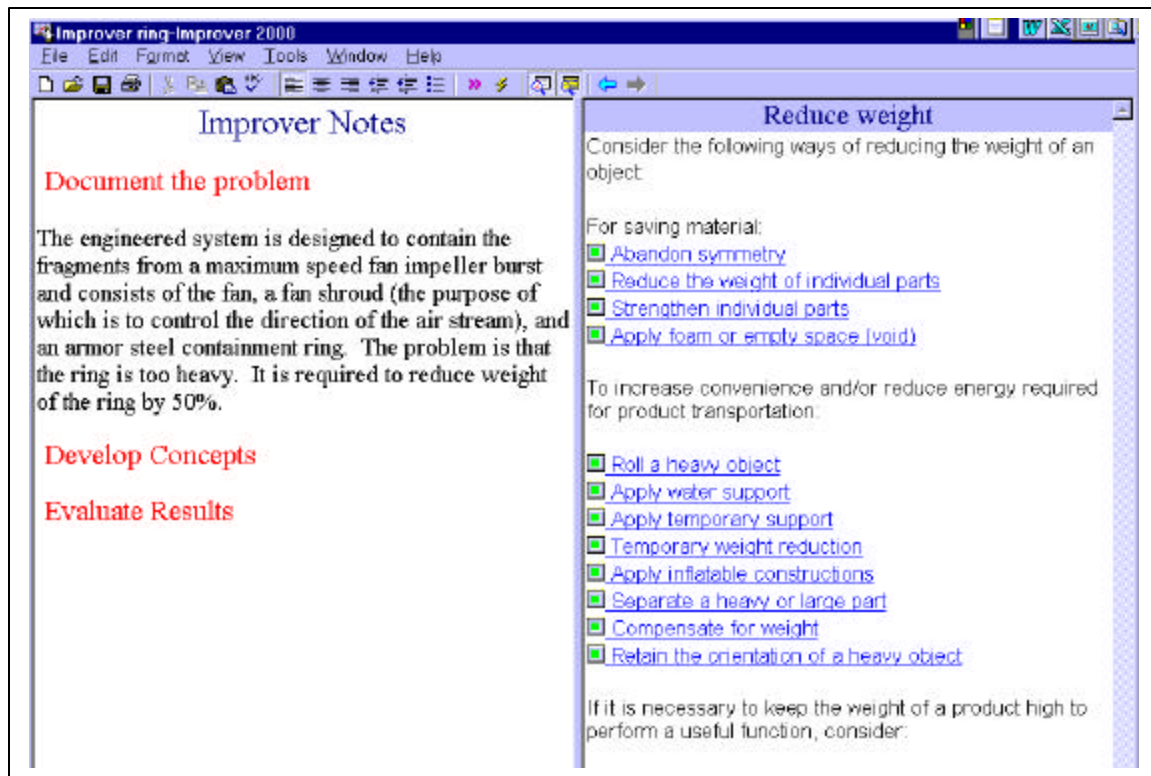 Improver ring-Improver 2000
File Edit Format View Tools Window Help
Improver Notes
Document the problem
The engineered system is designed to contain the
fragments from a maximum speed fan impeller burst
and consists of the fan, a fan shroud (the purpose of
which is to control the direction of the air stream), and
an armor steel containment ring. The problem is that
the ring is too heavy. It is required to reduce weight
of the ring by 50%.
Develop Concepts
Evaluate Results
Reduce weight
Consider the following ways of reducing the weight of an
object:
For saving material:
Abandon symmetry
Reduce the weight of individual parts
Strengthen individual parts
Apply foam or empty space (void)
To increase convenience and/or reduce energy required
for product transportation:
Roll a heavy object
Apply water support
Apply temporary support
Temporary weight reduction
Apply inflatable constructions
Separate a heavy or large part
Compensate for weight
Retain the orientation of a heavy object
If it is necessary to keep the weight of a product high to
perform a useful function, consider: